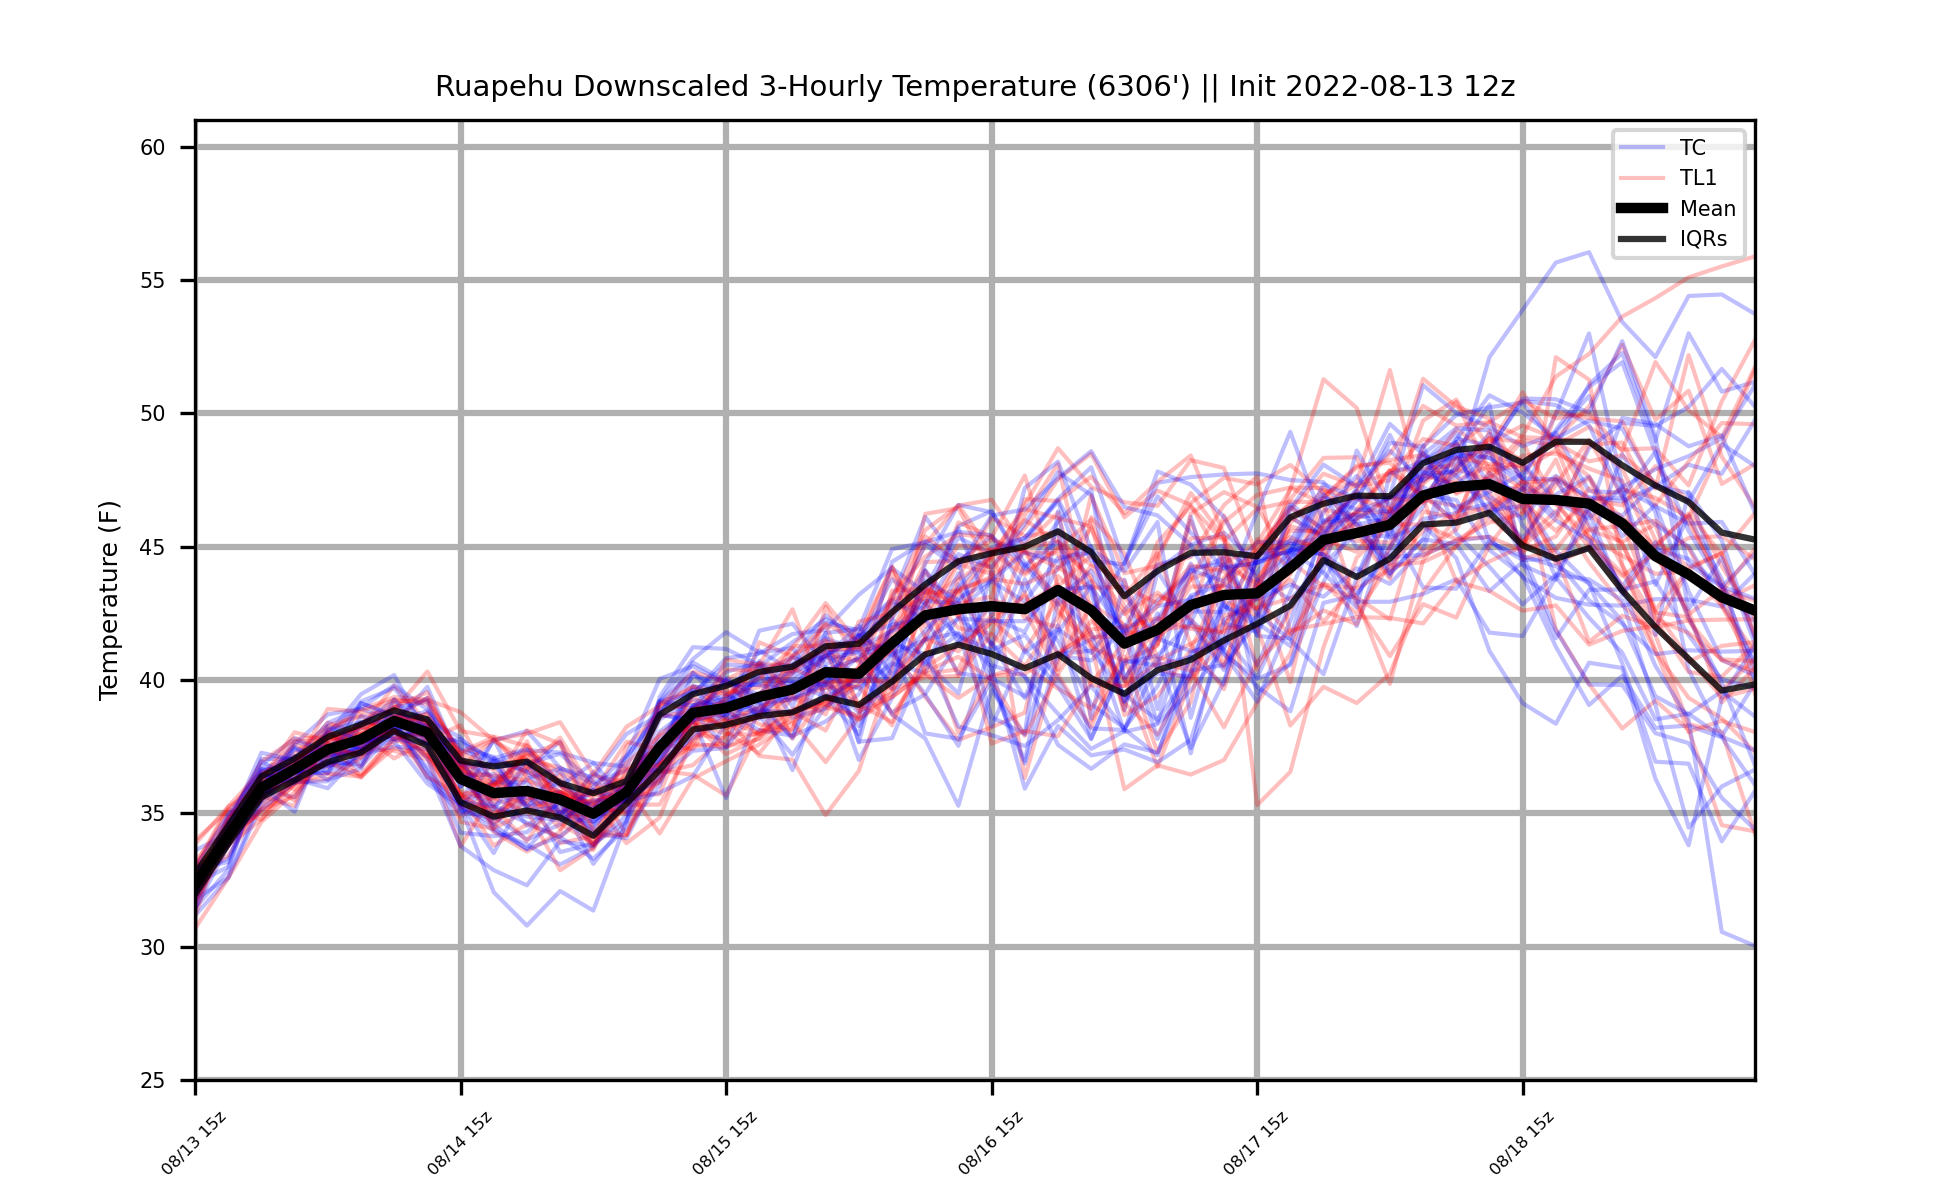 Ruapehu Downscaled 3-Hourly Temperature (6306') || Init 2022-08-13 12z
TC
TL1
Mean
IQRs
Temperature (F)
60
55
50
45
40
35
30
25
08/13 15z
08/14 15z
08/15 15z
08/16 15z
08/17 15z
08/18 15z